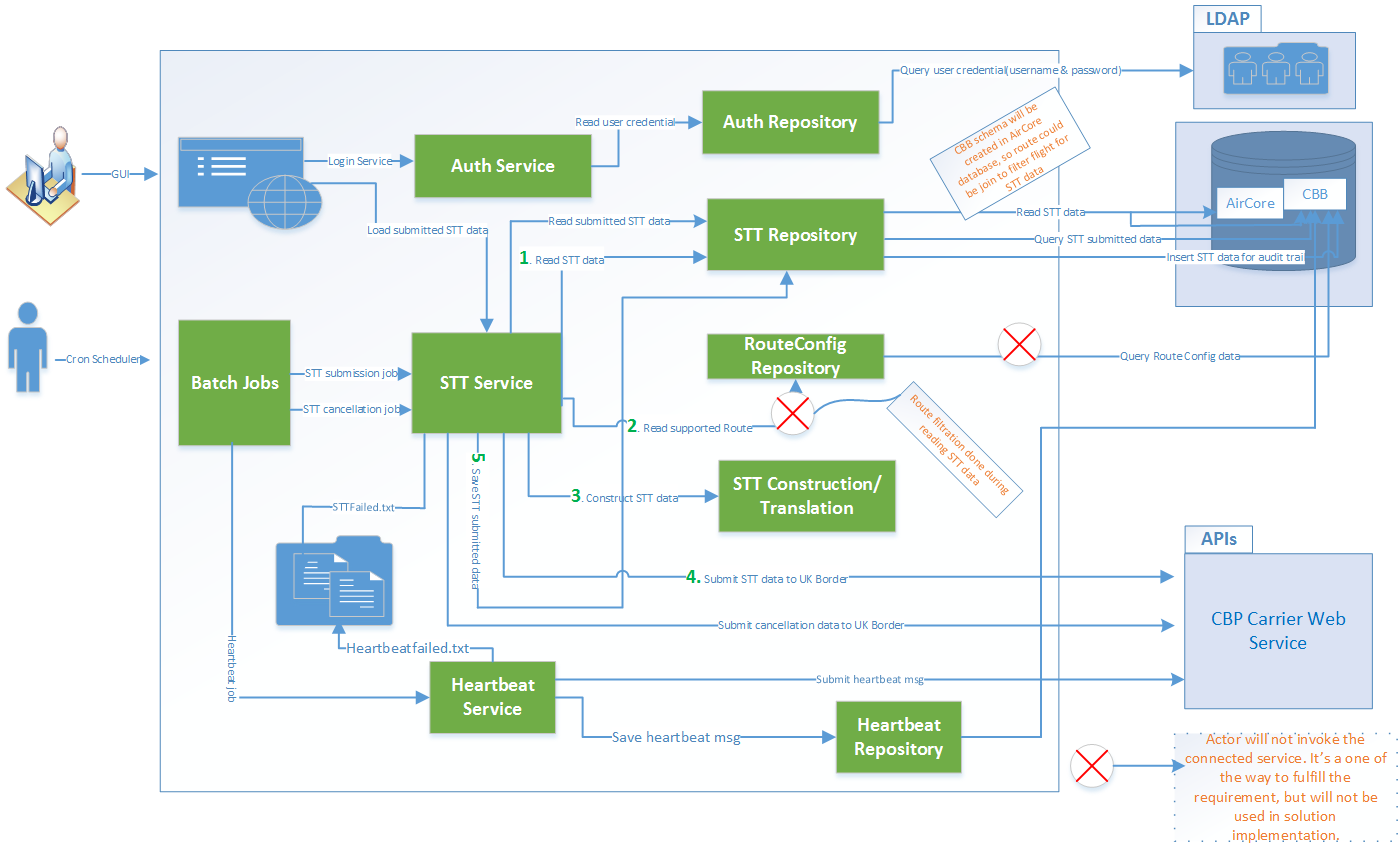 LDAP
Query user credential(username & password)
CBB schema will be
created in AirCore
database, so route could
be join to filter flight for
STT data
Read user credential
Auth Repository
Login Service
Auth Service
GUI
AirCore
CBB
Load submitted STT data
Read submitted STT data
STT Repository
Read STT data
Query STT submitted data
1. Read STT data
Insert STT data for audit trail
Cron Scheduler
Batch Jobs
STT submission job
STT cancellation job
STT Service
RouteConfig
Repository
Query Route Config data
2. Read supported Route
Route filtration done during
reading STT data
5. Save STT submitted data
3. Construct STT data
STT Construction/
Translation
STTFailed.txt
APIs
4. Submit STT data to UK Border
CBP Carrier Web
Service
Submit cancellation data to UK Border
Heartbeat job
Heartbeatfailed.txt
Heartbeat
Service
Submit heartbeat msg
Save heartbeat msg
Heartbeat
Repository
Actor will not invoke the
connected service. It's a one of
the way to fulfill the
requirement, but will not be
used in solution
implementation.